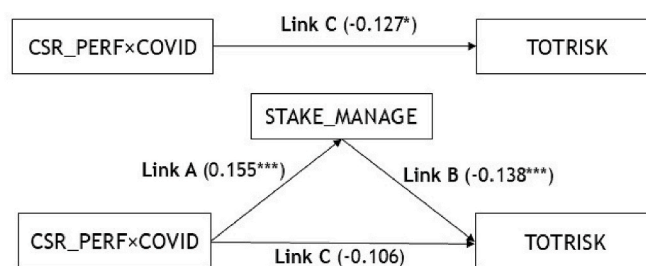 Link C (-0.127*)
CSR_PERF×COVID
TOTRISK
STAKE_MANAGE
Link A (0.155***)
Link B (-0.138***)
CSR_PERF×COVID
TOTRISK
Link C (-0.106)